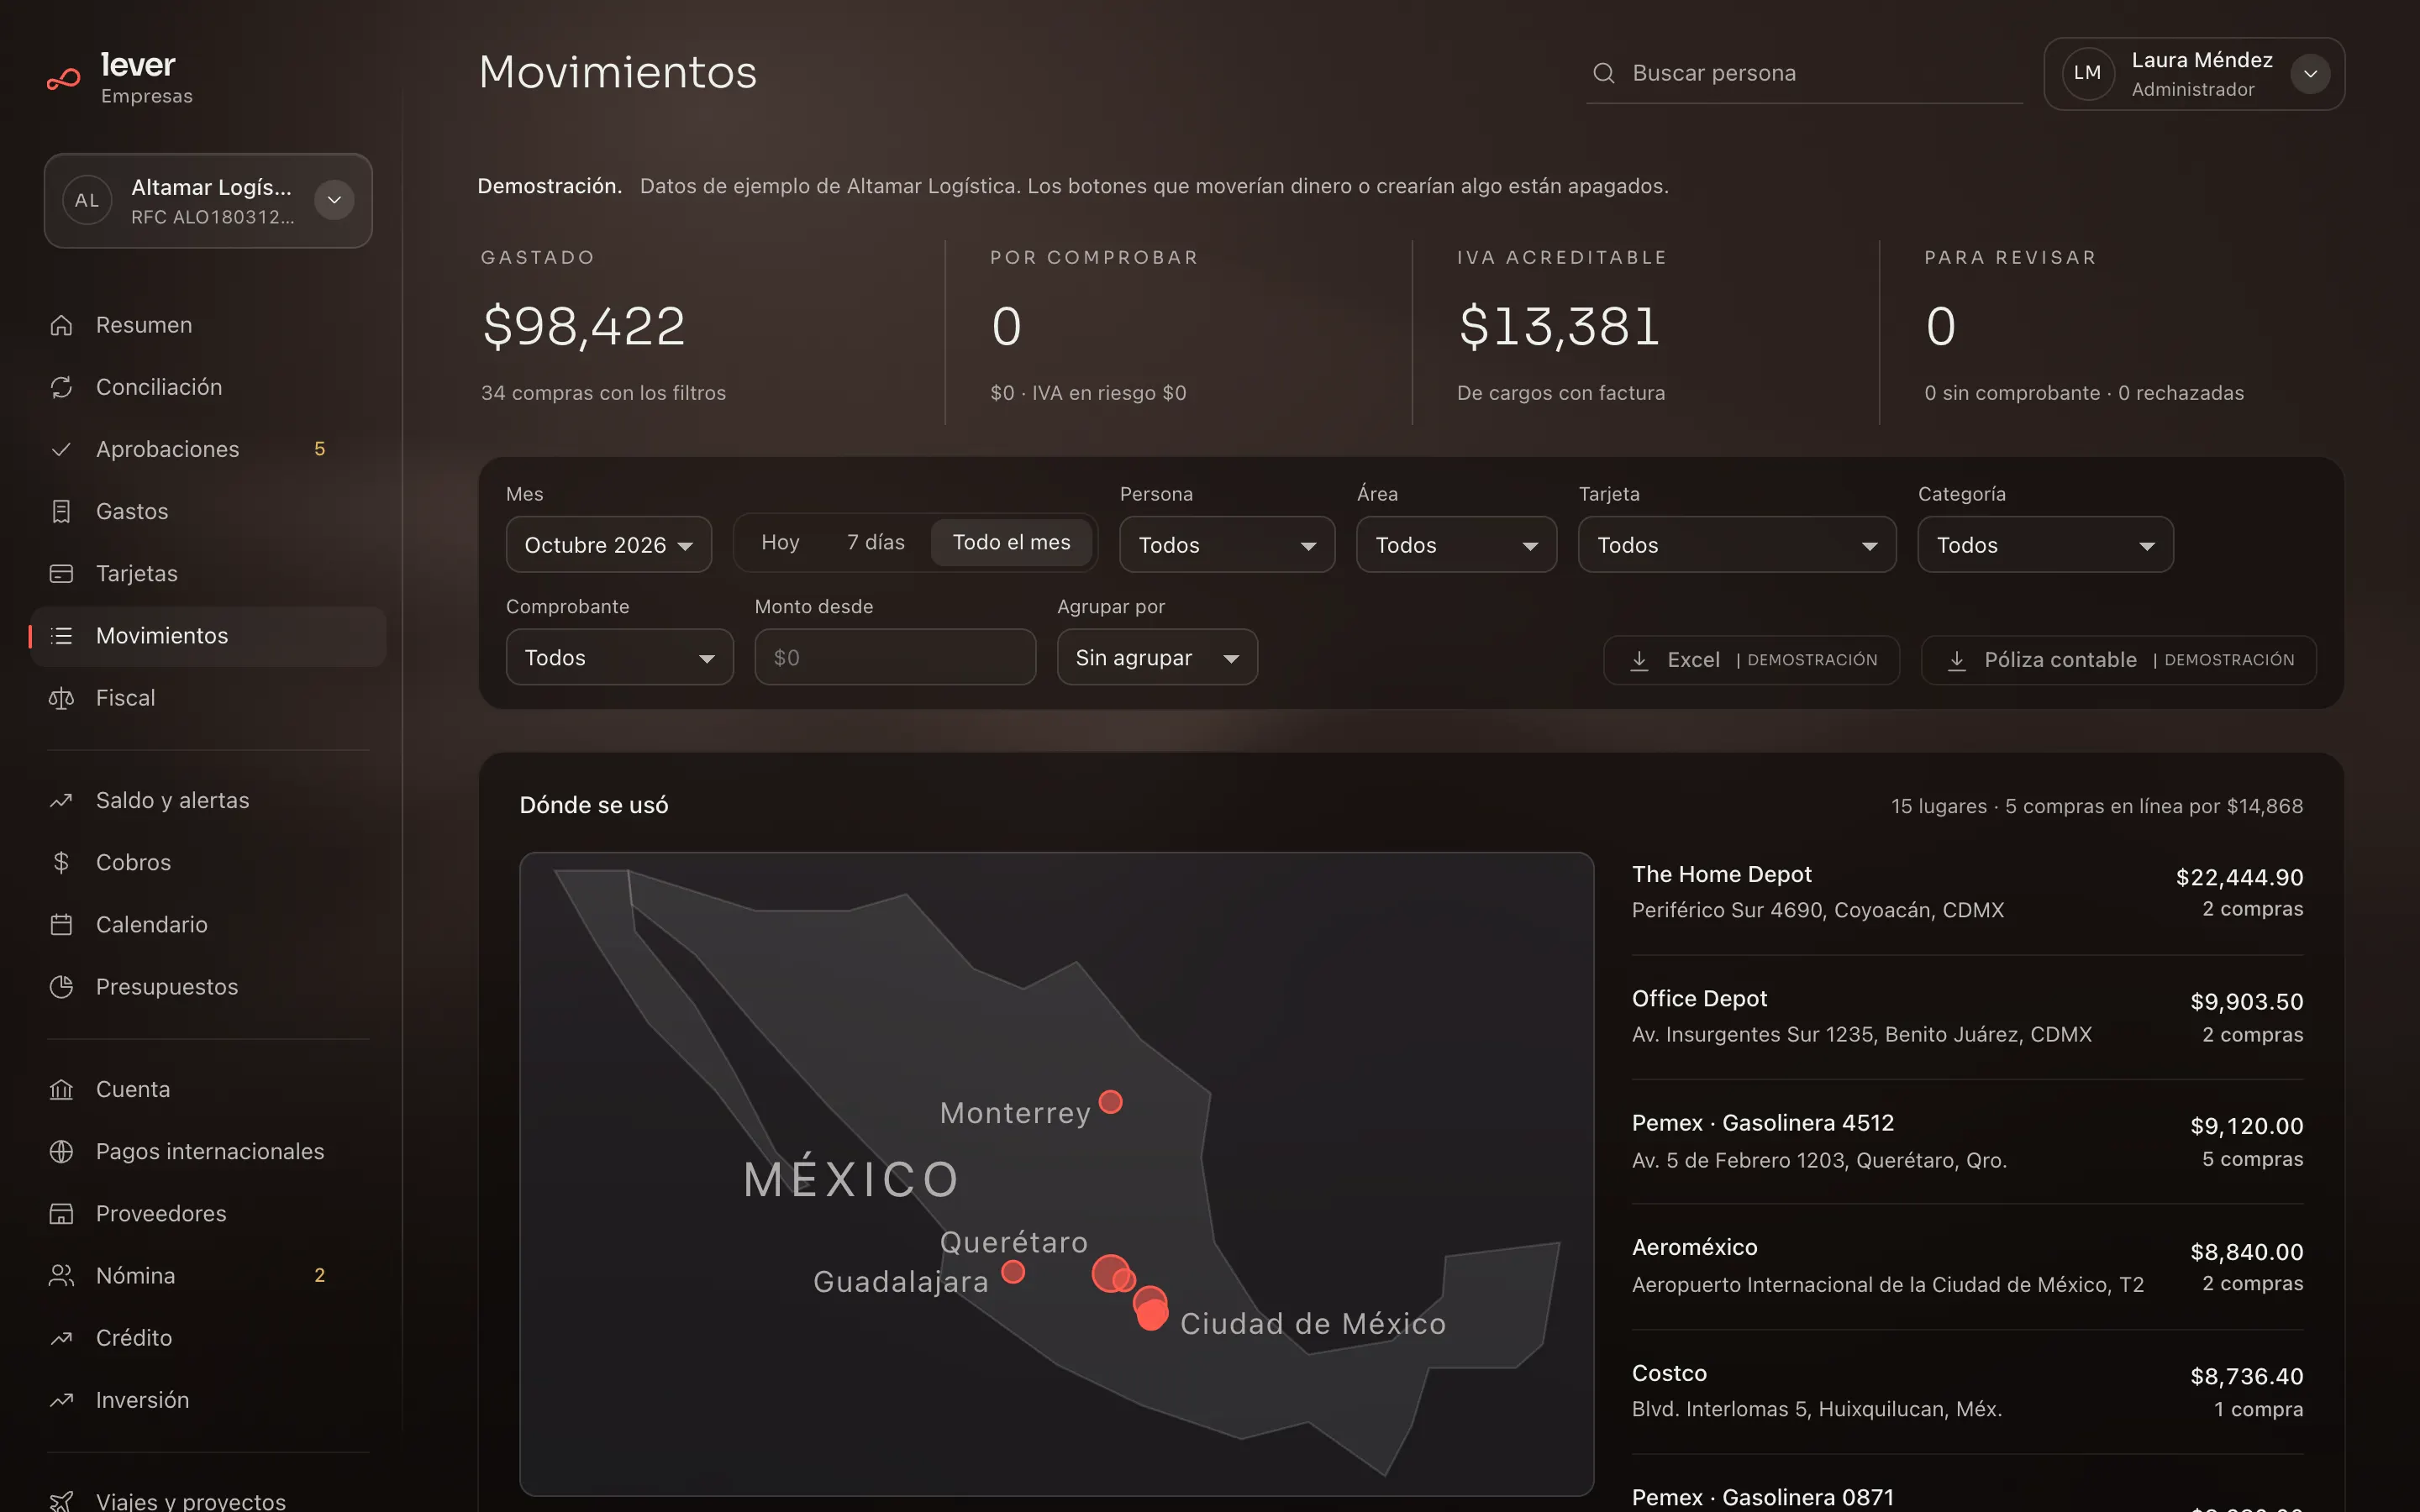 lever
Empresas
AL
Altamar Logís...
RFC ALO180312...
Resumen
Conciliación
Aprobaciones 5
Gastos
Tarjetas
Movimientos
Fiscal
Saldo y alertas
Cobros
Calendario
Presupuestos
Cuenta
Pagos internacionales
Proveedores
Nómina 2
Crédito
Inversión
Viajes y proyectos
Movimientos
Buscar persona
LM
Laura Méndez
Administrador
Demostración. Datos de ejemplo de Altamar Logística. Los botones que moverían dinero o crearían algo están apagados.
GASTADO
$98,422
34 compras con los filtros
POR COMPROBAR
0
$0 · IVA en riesgo $0
IVA ACREDITABLE
$13,381
De cargos con factura
PARA REVISAR
0
0 sin comprobante · 0 rechazadas
Mes
Octubre 2026
Hoy 7 días Todo el mes
Persona
Todos
Área
Todos
Tarjeta
Todos
Categoría
Todos
Comprobante
Todos
Monto desde
$0
Agrupar por
Sin agrupar
Excel | DEMOSTRACIÓN
Póliza contable | DEMOSTRACIÓN
Dónde se usó
15 lugares · 5 compras en línea por $14,868
Monterrey
MÉXICO
Querétaro
Guadalajara
Ciudad de México
The Home Depot $22,444.90
Periférico Sur 4690, Coyoacán, CDMX 2 compras
Office Depot $9,903.50
Av. Insurgentes Sur 1235, Benito Juárez, CDMX 2 compras
Pemex · Gasolinera 4512 $9,120.00
Av. 5 de Febrero 1203, Querétaro, Qro. 5 compras
Aeroméxico $8,840.00
Aeropuerto Internacional de la Ciudad de México, T2 2 compras
Costco $8,736.40
Blvd. Interlomas 5, Huixquilucan, Méx. 1 compra
Pemex · Gasolinera 0871